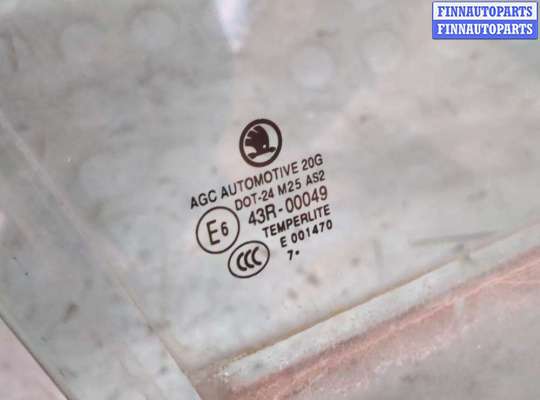 FINNAUTOPARTS
FINNAUTOPARTS
AGC AUTOMOTIVE 20G
DOT-24 M25 AS2
E6 43R-00049
TEMPERLITE
CCC E 001470
7•